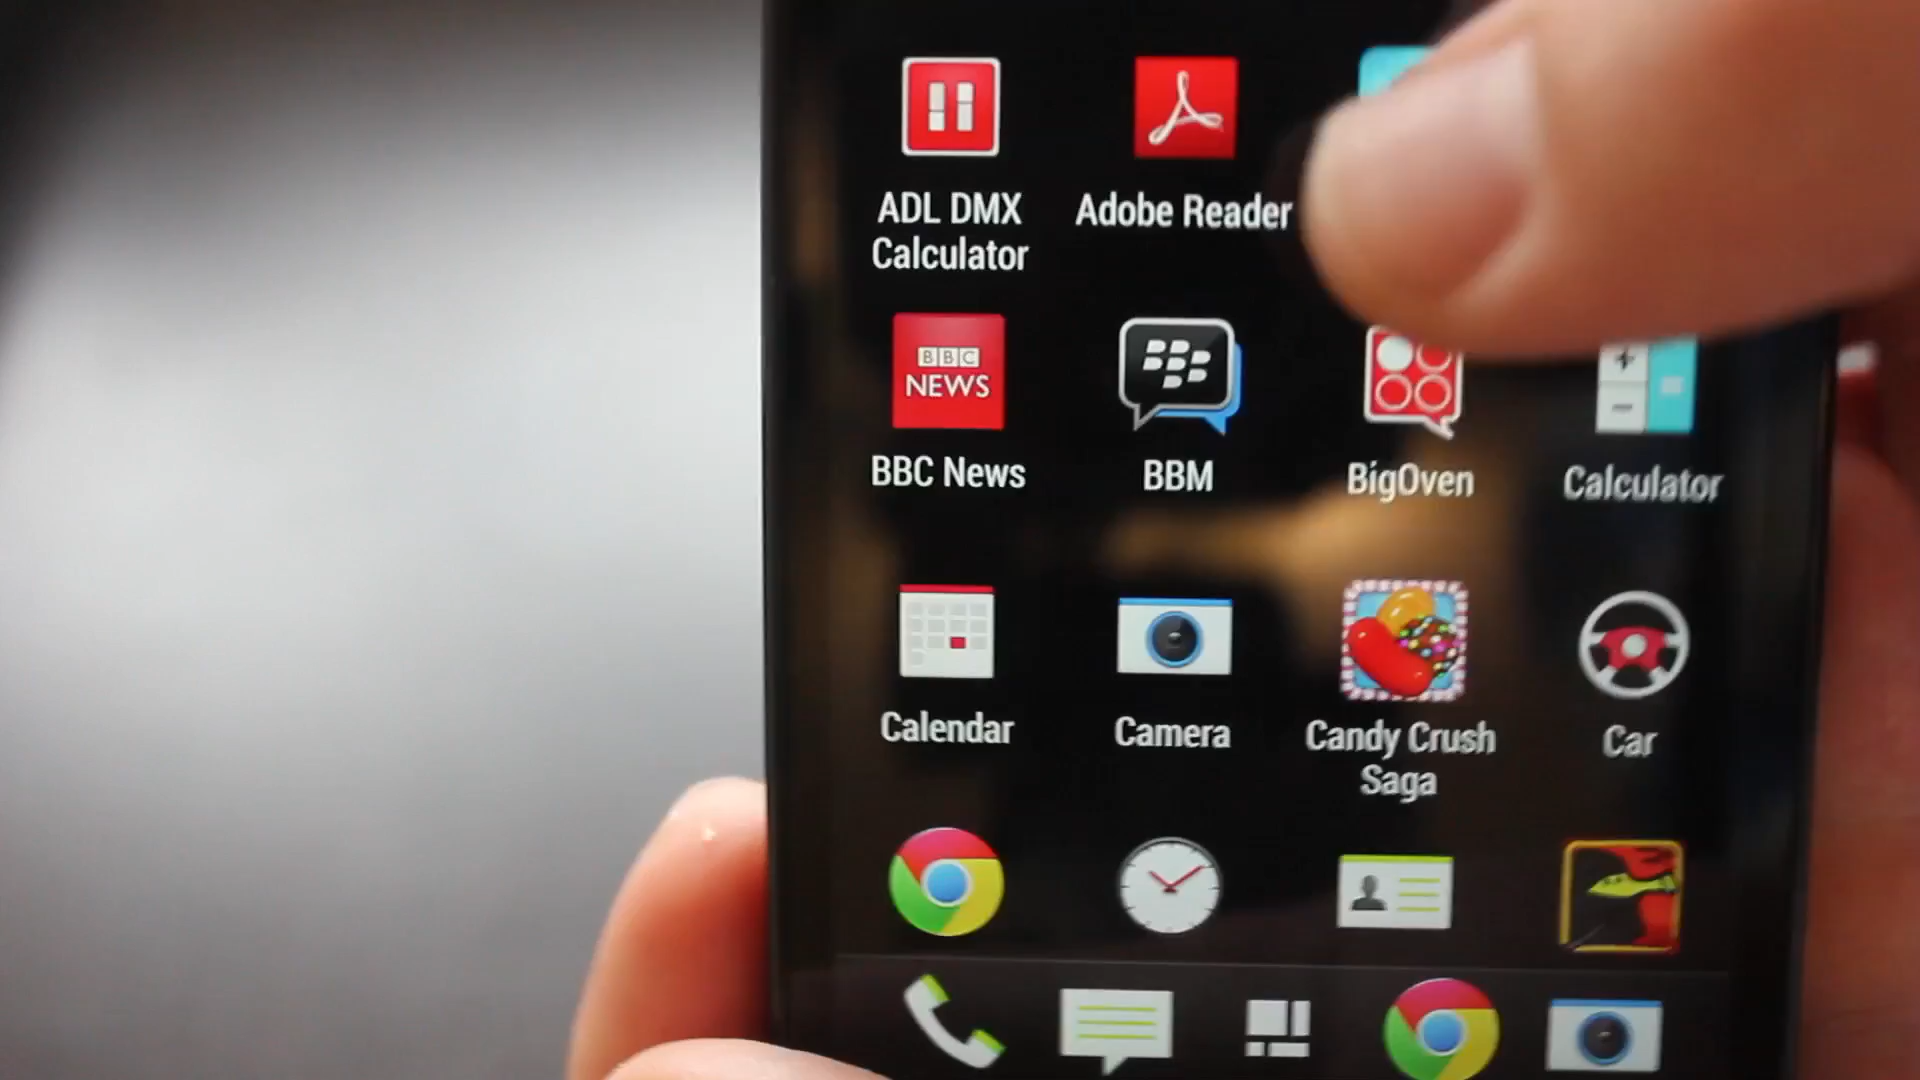 ADL DMX
Calculator
Adobe Reader
BBC
NEWS
BBC News
BBM
BigOven
Calculator
Calendar
Camera
Candy Crush
Saga
Car